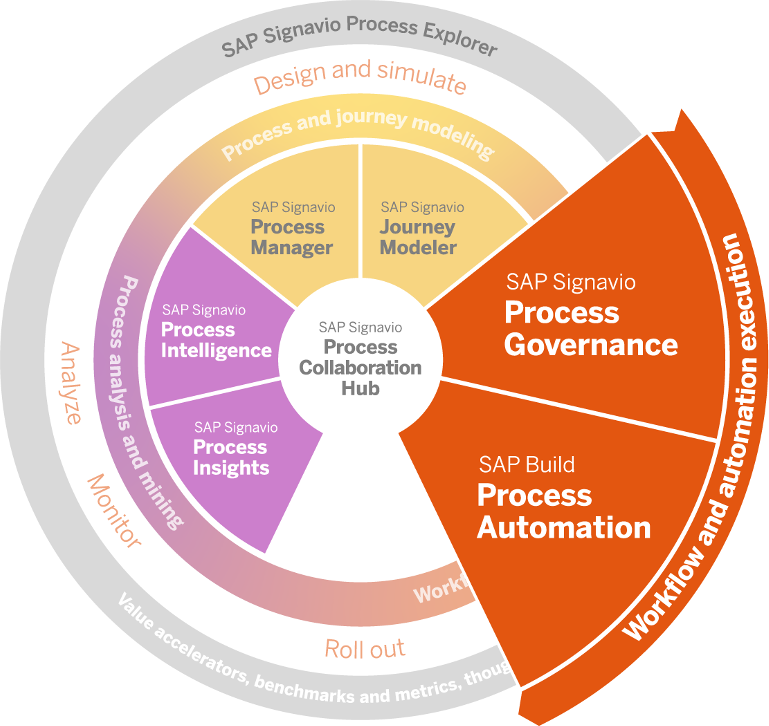 SAP Signavio Process Explorer
Design and simulate
Process and journey modeling
SAP Signavio
Process
Manager
SAP Signavio
Journey
Modeler
SAP Signavio
Process
Intelligence
SAP Signavio
Process
Insights
SAP Signavio
Process
Collaboration
Hub
SAP Signavio
Process
Governance
SAP Build
Process
Automation
Workflow and automation execution
Process analysis and mining
Analyze
Monitor
Roll out
Value accelerators, benchmarks and metrics,